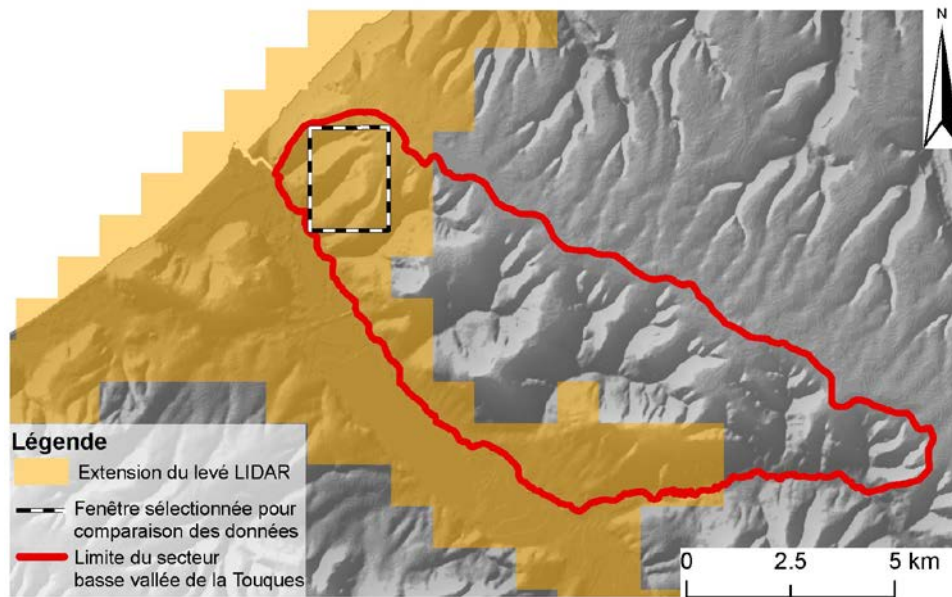 N
Légende
Extension du levé LIDAR
Fenêtre sélectionnée pour
comparaison des données
Limite du secteur
basse vallée de la Touques
0 2.5 5 km